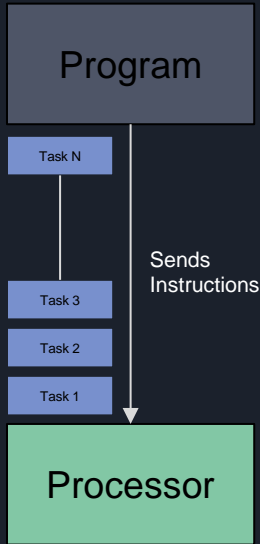 Program
Task N
Sends
Instructions
Task 3
Task 2
Task 1
Processor